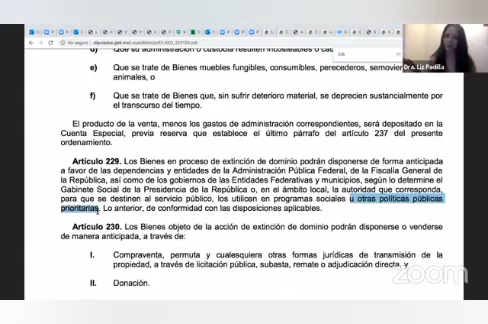 No seguro
diputados.gob.mx
238
Dra. Liz Padilla
d) Que su administración o custodia resulten incosteables o
e) Que se trate de Bienes muebles fungibles, consumibles, perecederos,
animales, o
f) Que se trate de Bienes que, sin sufrir deterioro material, se deprecien sustancialmente por
el transcurso del tiempo.
El producto de la venta, menos los gastos de administración correspondientes, será depositado en la
Cuenta Especial, previa reserva que establece el último párrafo del artículo 237 del presente
ordenamiento.
Artículo 229. Los Bienes en proceso de extinción de dominio podrán disponerse de forma anticipada
a favor de las dependencias y entidades de la Administración Pública Federal, de la Fiscalía General de
la República, así como de los gobiernos de las Entidades Federativas y municipios, según lo determine el
Gabinete Social de la Presidencia de la República o, en el ámbito local, la autoridad que corresponda,
para que se destinen al servicio público, los utilicen en programas sociales u otras políticas públicas
prioritarias. Lo anterior, de conformidad con las disposiciones aplicables.
Artículo 230. Los Bienes objeto de la acción de extinción de dominio podrán disponerse o venderse
de manera anticipada, a través de:
I. Compraventa, permuta y cualesquiera otras formas jurídicas de transmisión de la
propiedad, a través de licitación pública, subasta, remate o adjudicación directa, y
II. Donación.
zoom